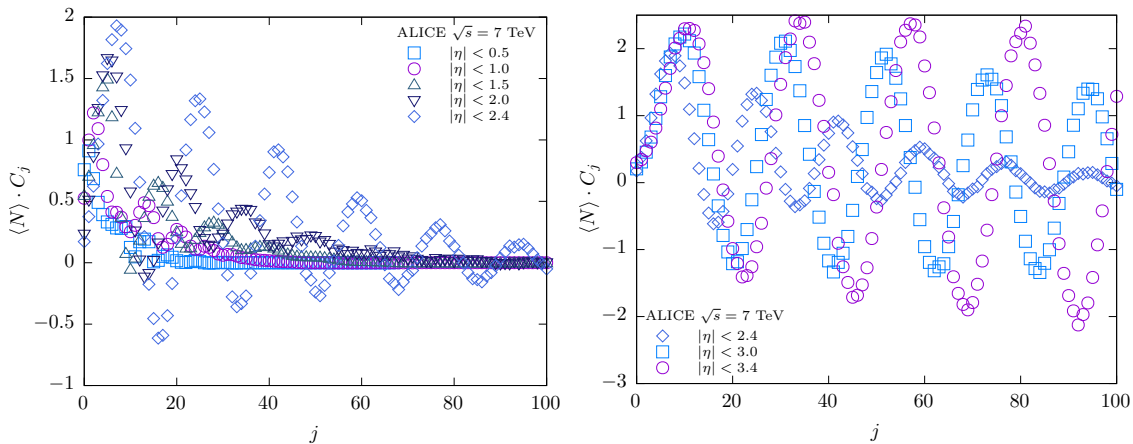 2
1.5
1
0.5
0
−0.5
−1
⟨N⟩ · C_j
0 20 40 60 80 100
j
ALICE √s = 7 TeV
|η| < 0.5
|η| < 1.0
|η| < 1.5
|η| < 2.0
|η| < 2.4
2
1
0
−1
−2
−3
⟨N⟩ · C_j
0 20 40 60 80 100
j
ALICE √s = 7 TeV
|η| < 2.4
|η| < 3.0
|η| < 3.4